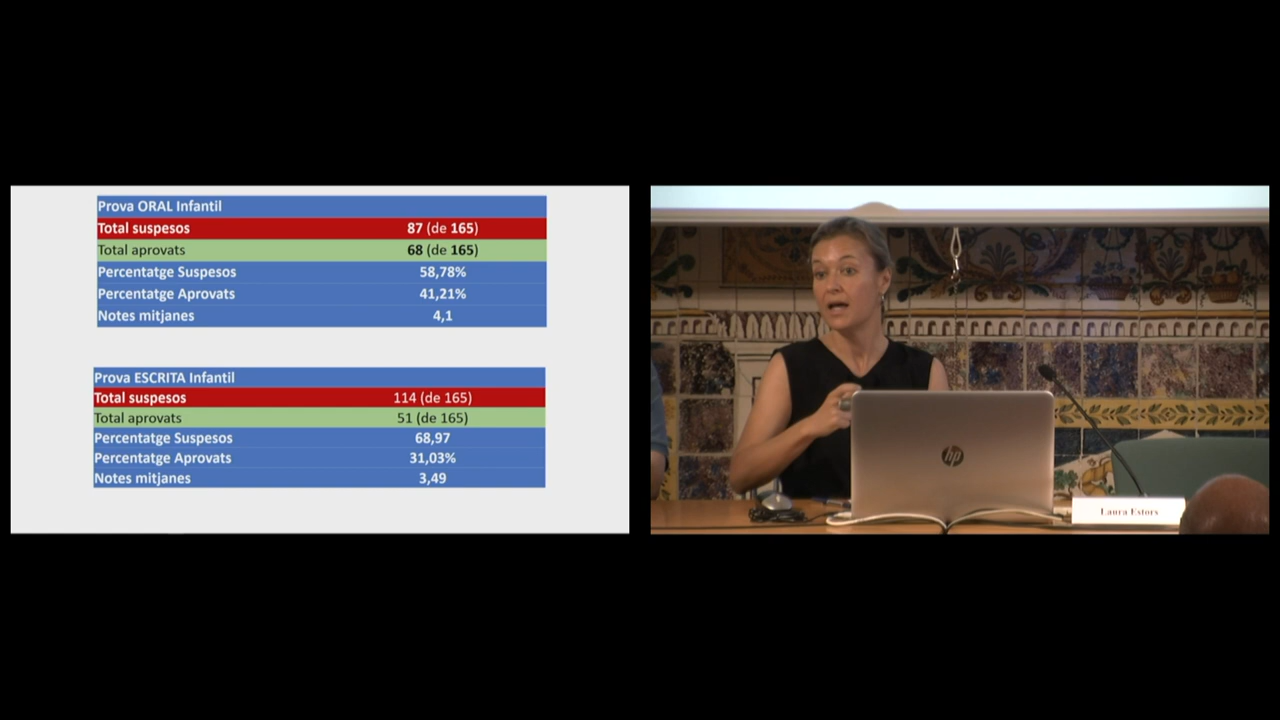 Prova ORAL Infantil
Total suspesos 87 (de 165)
Total aprovats 68 (de 165)
Percentatge Suspesos 58,78%
Percentatge Aprovats 41,21%
Notes mitjanes 4,1
Prova ESCRITA Infantil
Total suspesos 114 (de 165)
Total aprovats 51 (de 165)
Percentatge Suspesos 68,97
Percentatge Aprovats 31,03%
Notes mitjanes 3,49
hp
Laura Estors